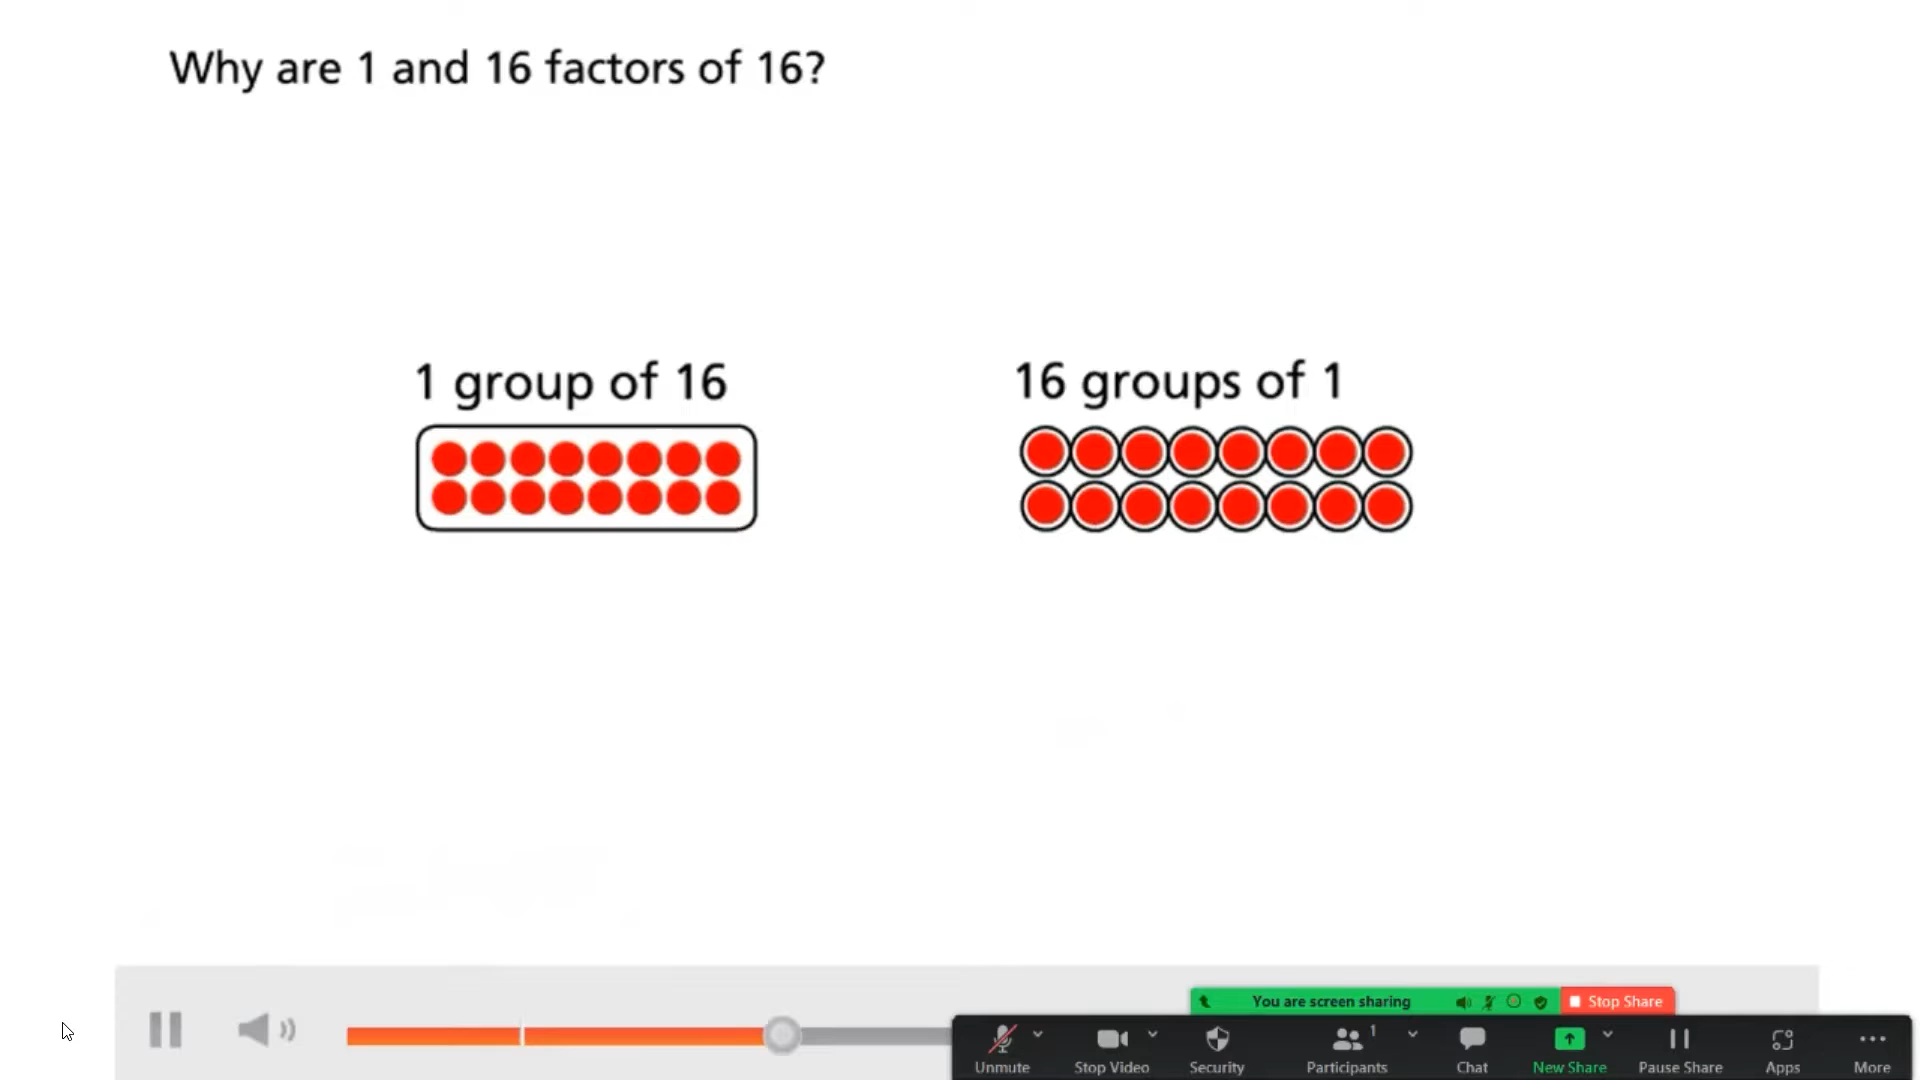 Why are 1 and 16 factors of 16?
1 group of 16
16 groups of 1
You are screen sharing
Stop Share
1
Unmute
Stop Video
Security
Participants
Chat
New Share
Pause Share
Apps
More